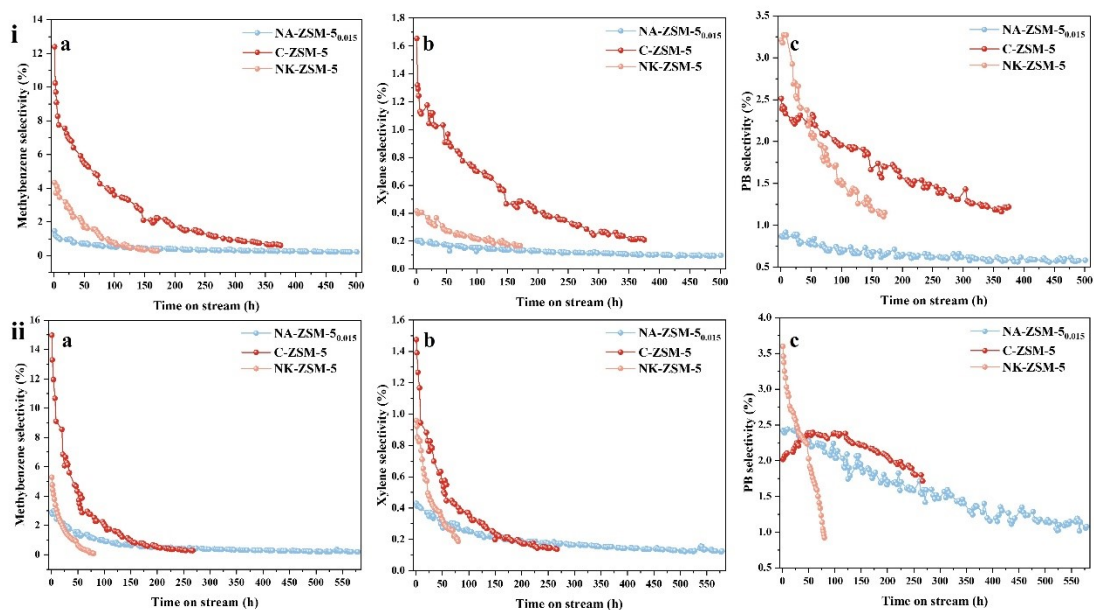 i
a
NA-ZSM-5₀.₀₁₅
C-ZSM-5
NK-ZSM-5
Methybenzene selectivity (%)
14
12
10
8
6
4
2
0
0 50 100 150 200 250 300 350 400 450 500
Time on stream (h)
b
NA-ZSM-5₀.₀₁₅
C-ZSM-5
NK-ZSM-5
Xylene selectivity (%)
1.8
1.6
1.4
1.2
1.0
0.8
0.6
0.4
0.2
0.0
0 50 100 150 200 250 300 350 400 450 500
Time on stream (h)
c
NA-ZSM-5₀.₀₁₅
C-ZSM-5
NK-ZSM-5
PB selectivity (%)
3.5
3.0
2.5
2.0
1.5
1.0
0.5
0 50 100 150 200 250 300 350 400 450 500
Time on stream (h)
ii
a
NA-ZSM-5₀.₀₁₅
C-ZSM-5
NK-ZSM-5
Methybenzene selectivity (%)
16
14
12
10
8
6
4
2
0
0 50 100 150 200 250 300 350 400 450 500 550
Time on stream (h)
b
NA-ZSM-5₀.₀₁₅
C-ZSM-5
NK-ZSM-5
Xylene selectivity (%)
1.6
1.4
1.2
1.0
0.8
0.6
0.4
0.2
0.0
0 50 100 150 200 250 300 350 400 450 500 550
Time on stream (h)
c
NA-ZSM-5₀.₀₁₅
C-ZSM-5
NK-ZSM-5
PB selectivity (%)
4.0
3.5
3.0
2.5
2.0
1.5
1.0
0.5
0 50 100 150 200 250 300 350 400 450 500 550
Time on stream (h)